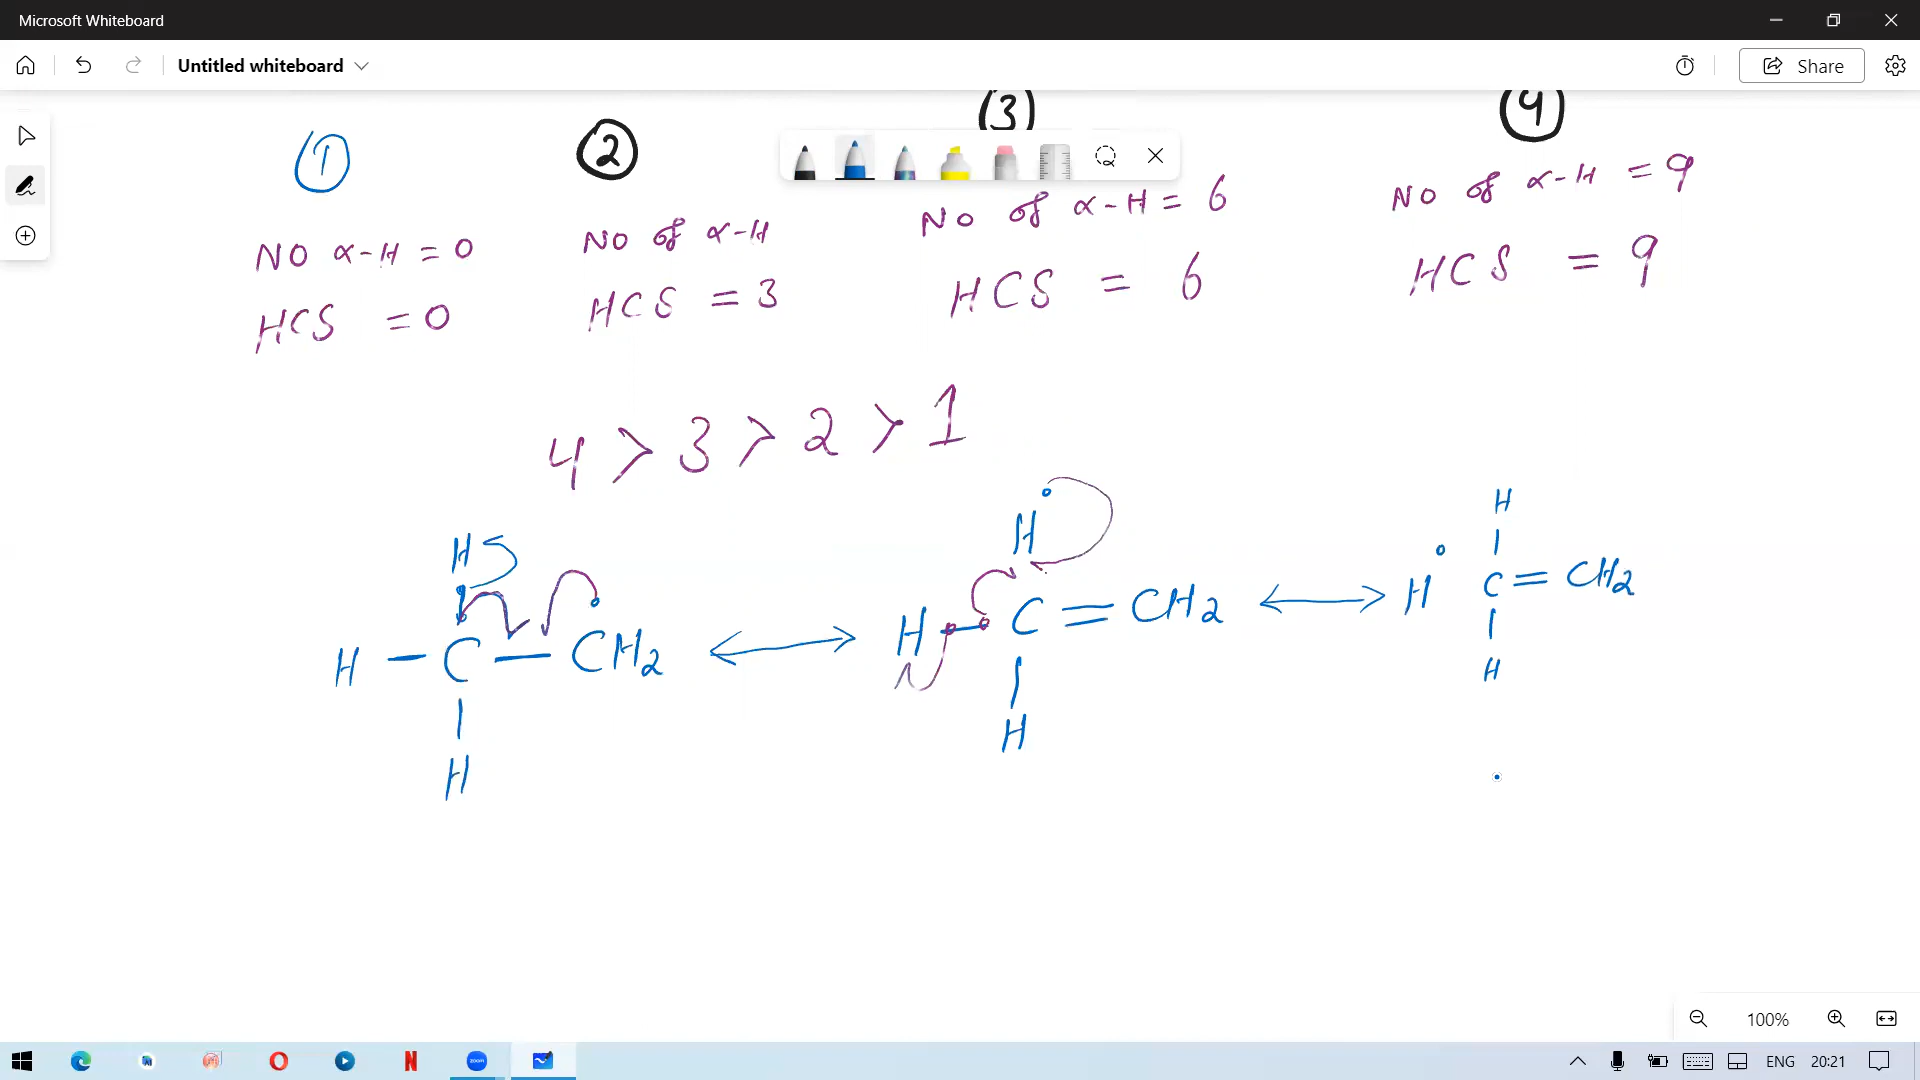 Microsoft Whiteboard
Untitled whiteboard
Share
① ② (3) (4)
NO α-H = 0
HCS = 0
NO of α-H
HCS = 3
NO of α-H = 6
HCS = 6
NO of α-H = 9
HCS = 9
4 > 3 > 2 > 1
H
H - C - CH2
H
H
H - C = CH2
H
H
H C = CH2
H
100%
zoom
ENG 20:21